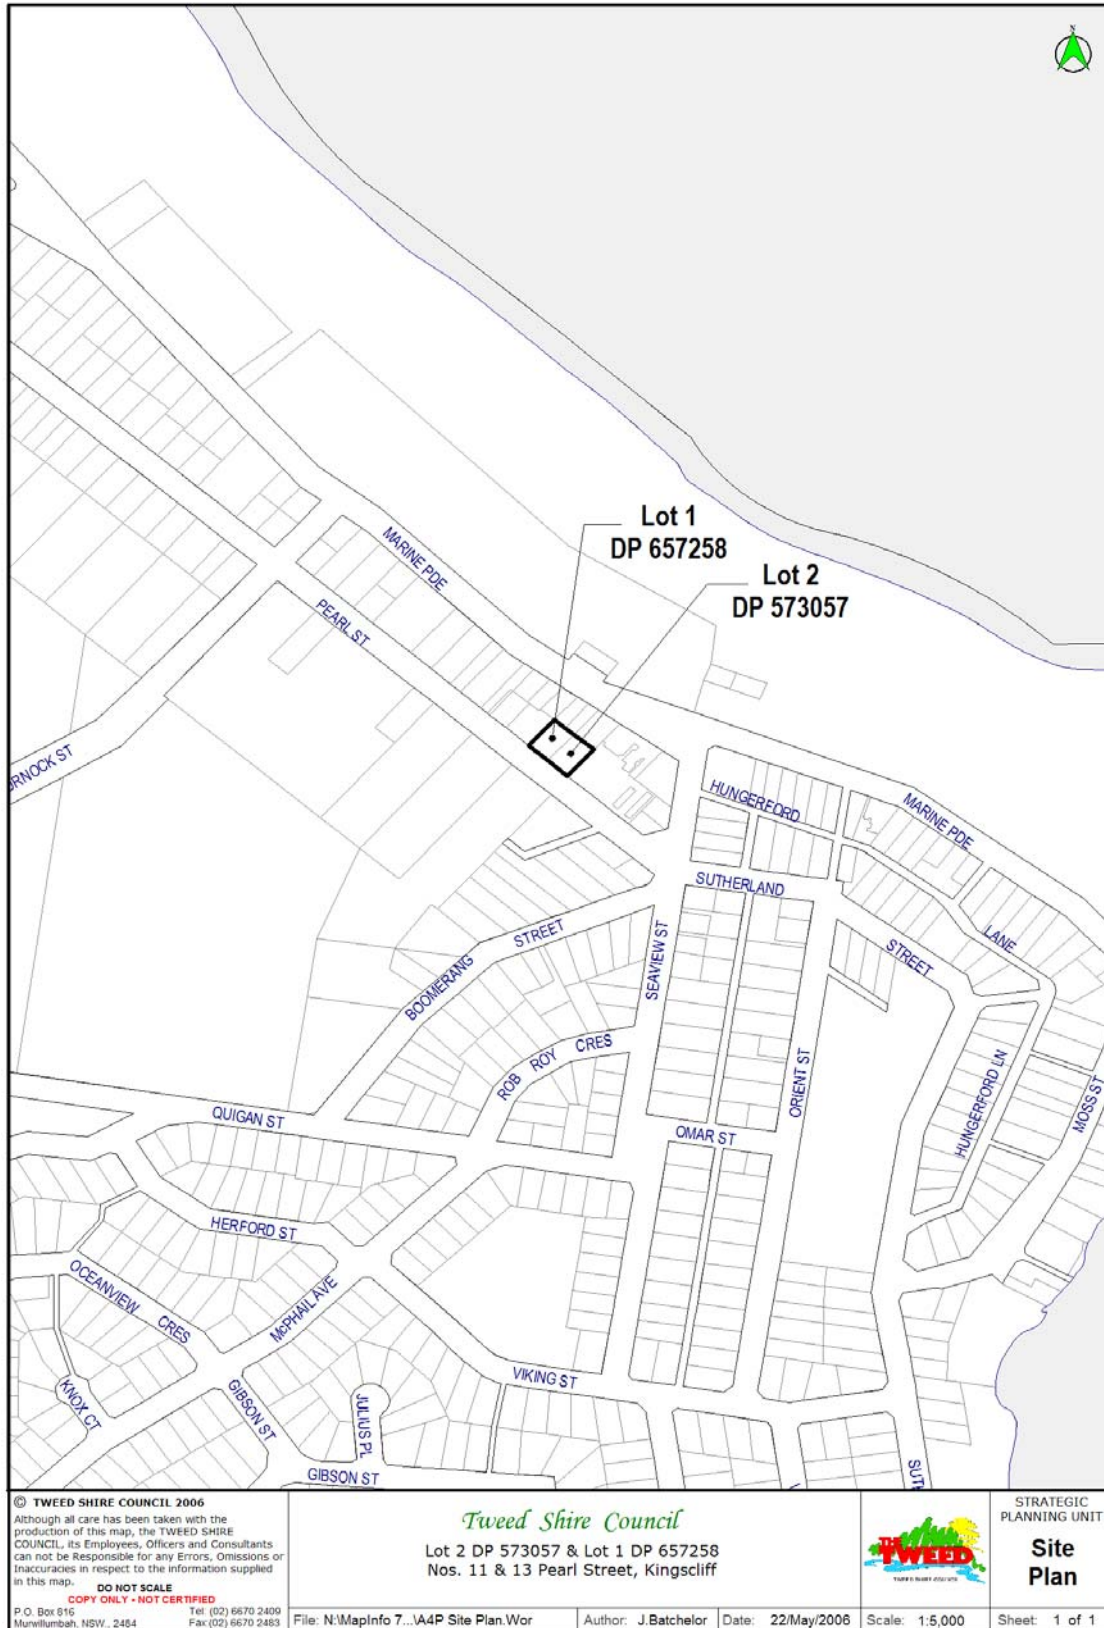 N
Lot 1
DP 657258
Lot 2
DP 573057
MARINE PDE
PEARL ST
RNOCK ST
HUNGERFORD
MARINE PDE
SUTHERLAND
LANE
STREET
STREET
SEAVIEW ST
BOOMERANG
ROB ROY CRES
ORIENT ST
HUNGERFORD LN
MOSS ST
QUIGAN ST
OMAR ST
HERFORD ST
OCEANVIEW CRES
McPHAIL AVE
VIKING ST
KNOX CT
GIBSON ST
JULIUS PL
GIBSON ST
SUTH
© TWEED SHIRE COUNCIL 2006
Although all care has been taken with the
production of this map, the TWEED SHIRE
COUNCIL, its Employees, Officers and Consultants
can not be Responsible for any Errors, Omissions or
Inaccuracies in respect to the information supplied
in this map.
DO NOT SCALE
COPY ONLY - NOT CERTIFIED
P.O. Box 816
Murwillumbah, NSW., 2484
Tel: (02) 6670 2409
Fax:(02) 6670 2483
Tweed Shire Council
Lot 2 DP 573057 & Lot 1 DP 657258
Nos. 11 & 13 Pearl Street, Kingscliff
THE
TWEED
TWEED SHIRE COUNCIL
STRATEGIC
PLANNING UNIT
Site
Plan
File: N:\MapInfo 7...\A4P Site Plan.Wor
Author: J.Batchelor
Date: 22/May/2006
Scale: 1:5,000
Sheet: 1 of 1